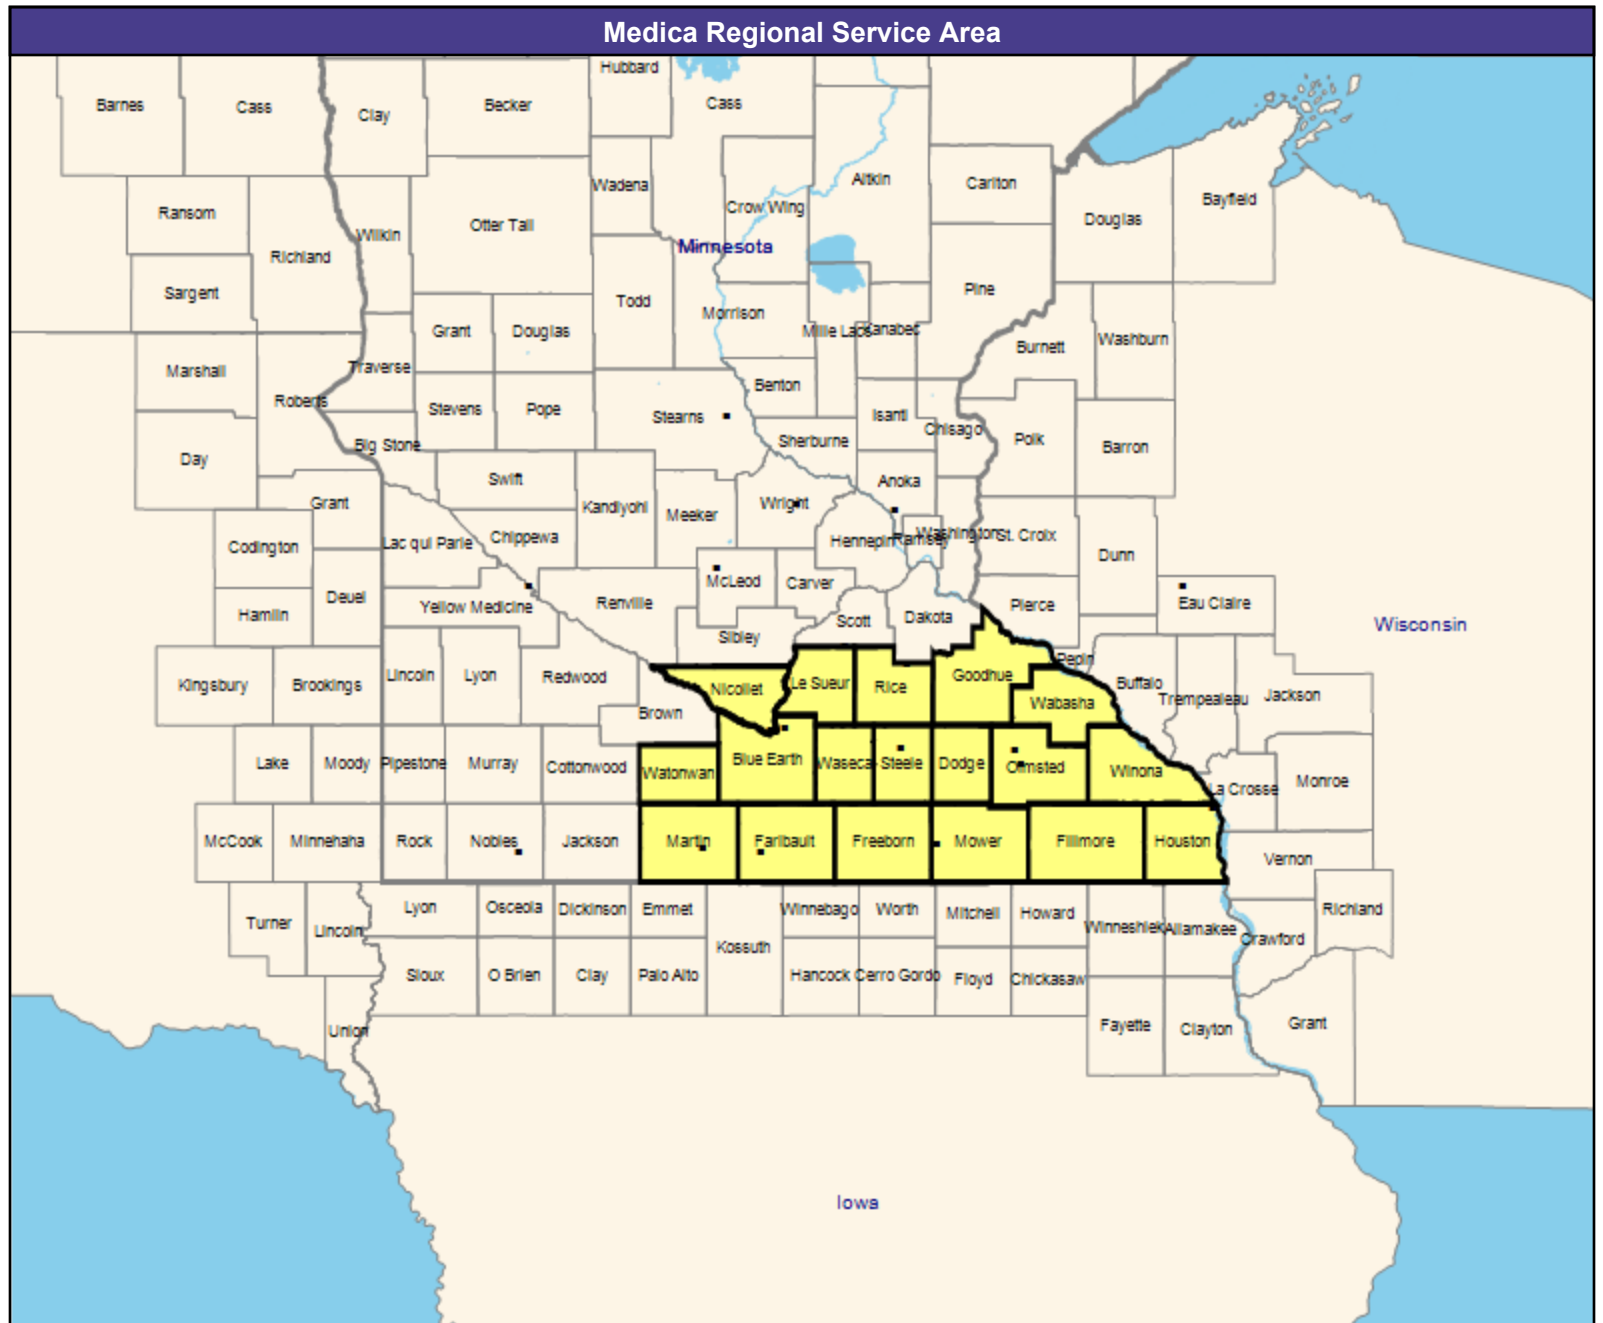 Medica Regional Service Area
Hubbard
Barnes
Cass
Clay
Becker
Cass
Wadena
Aitkin
Carlton
Bayfield
Ransom
Crow Wing
Douglas
Otter Tail
Wilkin
Minnesota
Richland
Sargent
Pine
Todd
Morrison
Grant
Douglas
Mille Lacs
Kanabec
Washburn
Burnett
Marshall
Traverse
Benton
Roberts
Stevens
Pope
Stearns
Isanti
Chisago
Polk
Barron
Big Stone
Sherburne
Day
Swift
Anoka
Grant
Kandiyohi
Meeker
Wright
Codington
Lac qui Parle
Chippewa
Hennepin
Ramsey
Washington
St. Croix
Dunn
McLeod
Carver
Deuel
Yellow Medicine
Renville
Pierce
Eau Claire
Hamlin
Scott
Dakota
Wisconsin
Sibley
Pepin
Kingsbury
Brookings
Lincoln
Lyon
Redwood
Nicollet
Le Sueur
Rice
Goodhue
Buffalo
Trempealeau
Jackson
Wabasha
Brown
Lake
Moody
Pipestone
Murray
Cottonwood
Watonwan
Blue Earth
Waseca
Steele
Dodge
Olmsted
Winona
La Crosse
Monroe
McCook
Minnehaha
Rock
Nobles
Jackson
Martin
Faribault
Freeborn
Mower
Fillmore
Houston
Vernon
Turner
Lincoln
Lyon
Osceola
Dickinson
Emmet
Winnebago
Worth
Mitchell
Howard
Winneshiek
Allamakee
Crawford
Richland
Kossuth
Sioux
O Brien
Clay
Palo Alto
Hancock
Cerro Gordo
Floyd
Chickasaw
Union
Fayette
Clayton
Grant
Iowa